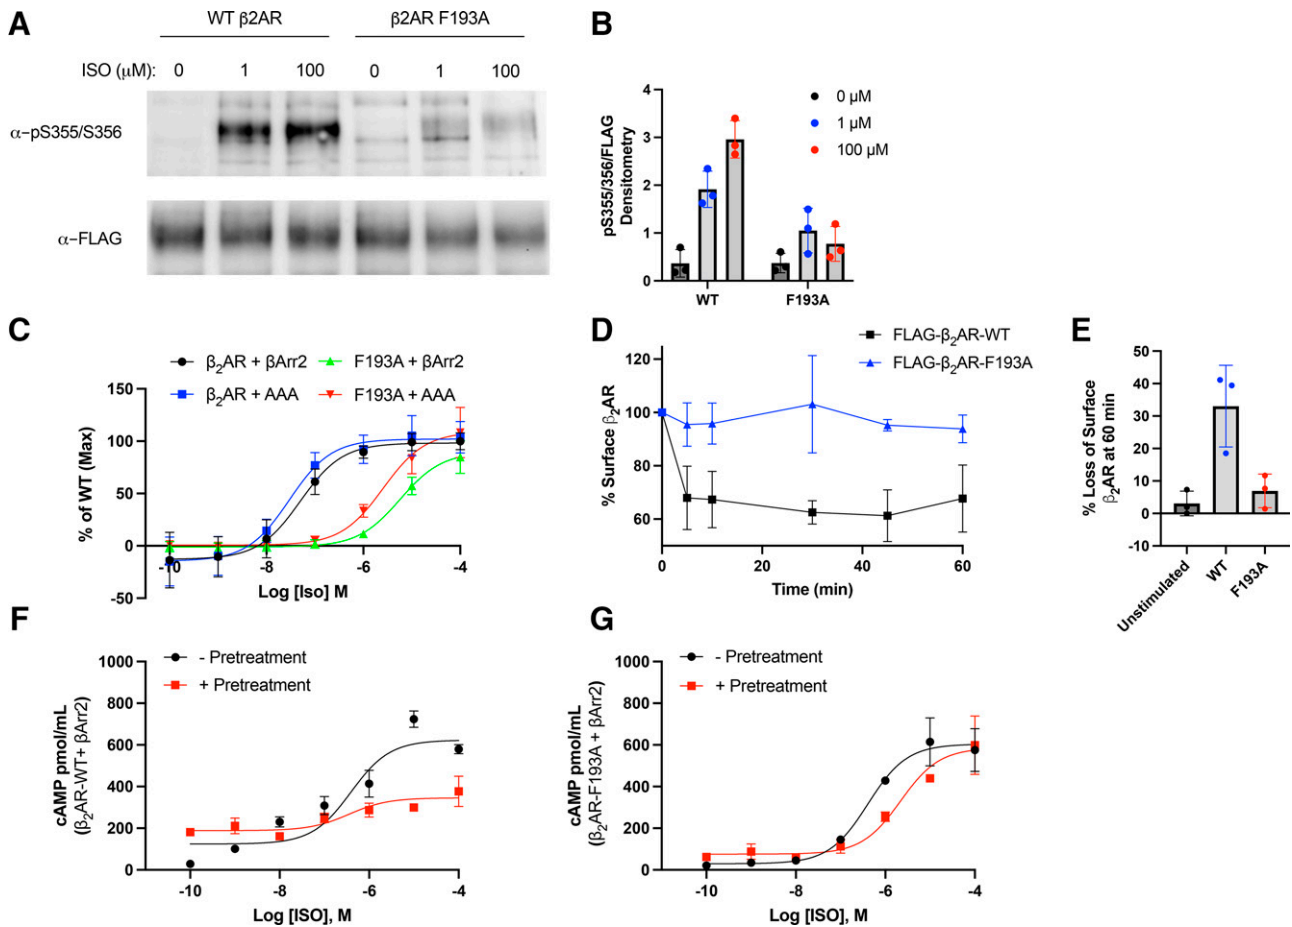 A
WT β2AR
β2AR F193A
ISO (μM):
0
1
100
0
1
100
α–pS355/S356
α–FLAG
B
pS355/356/FLAG
Densitometry
4
3
2
1
0
0 μM
1 μM
100 μM
WT
F193A
C
β₂AR + βArr2
F193A + βArr2
β₂AR + AAA
F193A + AAA
% of WT (Max)
150
100
50
0
-50
-10
-8
-6
-4
Log [Iso] M
D
FLAG-β₂AR-WT
FLAG-β₂AR-F193A
% Surface β₂AR
120
100
80
60
0
20
40
60
Time (min)
E
% Loss of Surface
β₂AR at 60 min
50
40
30
20
10
0
-10
Unstimulated
WT
F193A
F
- Pretreatment
+ Pretreatment
cAMP pmol/mL
(β₂AR-WT+ βArr2)
1000
800
600
400
200
0
-10
-8
-6
-4
Log [ISO], M
G
- Pretreatment
+ Pretreatment
cAMP pmol/mL
(β₂AR-F193A + βArr2)
1000
800
600
400
200
0
-10
-8
-6
-4
Log [ISO], M